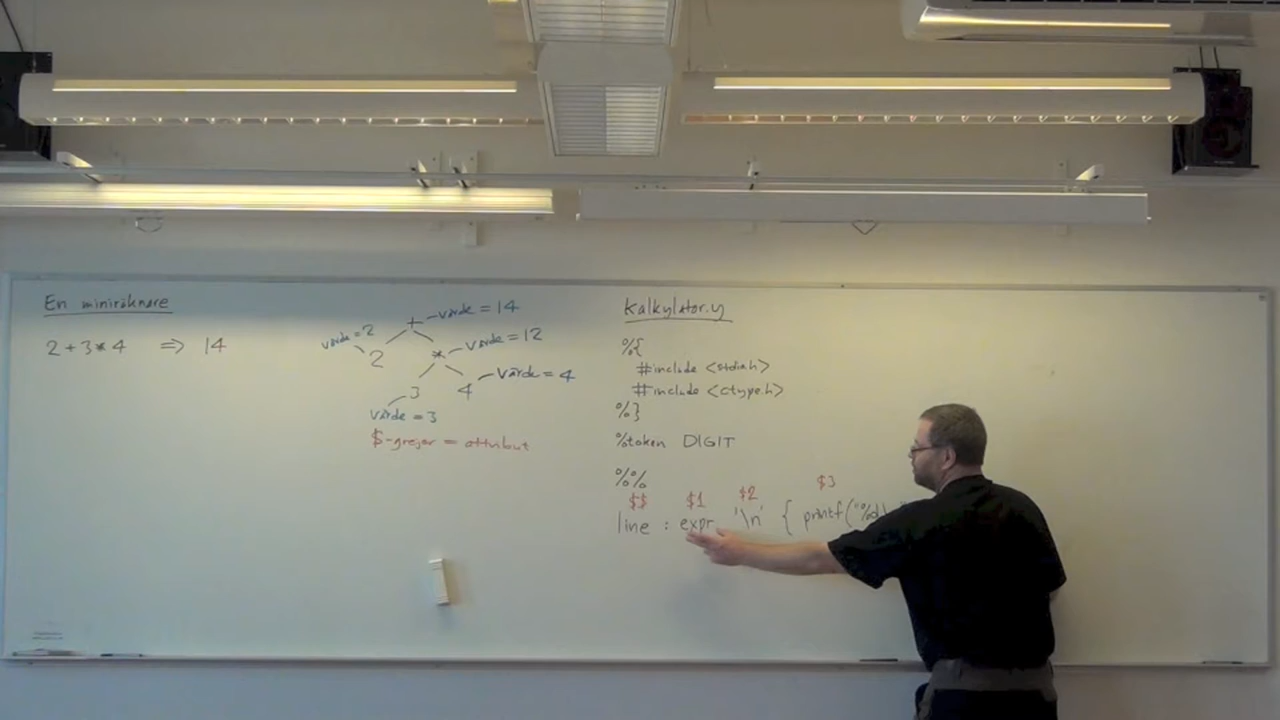 En miniräknare
2 + 3 * 4 => 14
+ värde = 14
värde = 2
2
* värde = 12
3
4 värde = 4
värde = 3
$-grejor = attribut
Kalkylator.y
%{
#include <stdio.h>
#include <ctype.h>
%}
%token DIGIT
%%
$$ $1 $2 $3
line : expr '\n' { printf("%d\